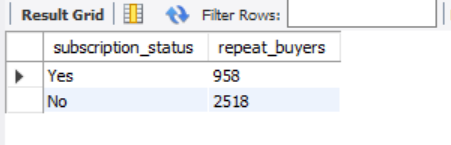 Result Grid Filter Rows:
subscription_status repeat_buyers
Yes 958
No 2518